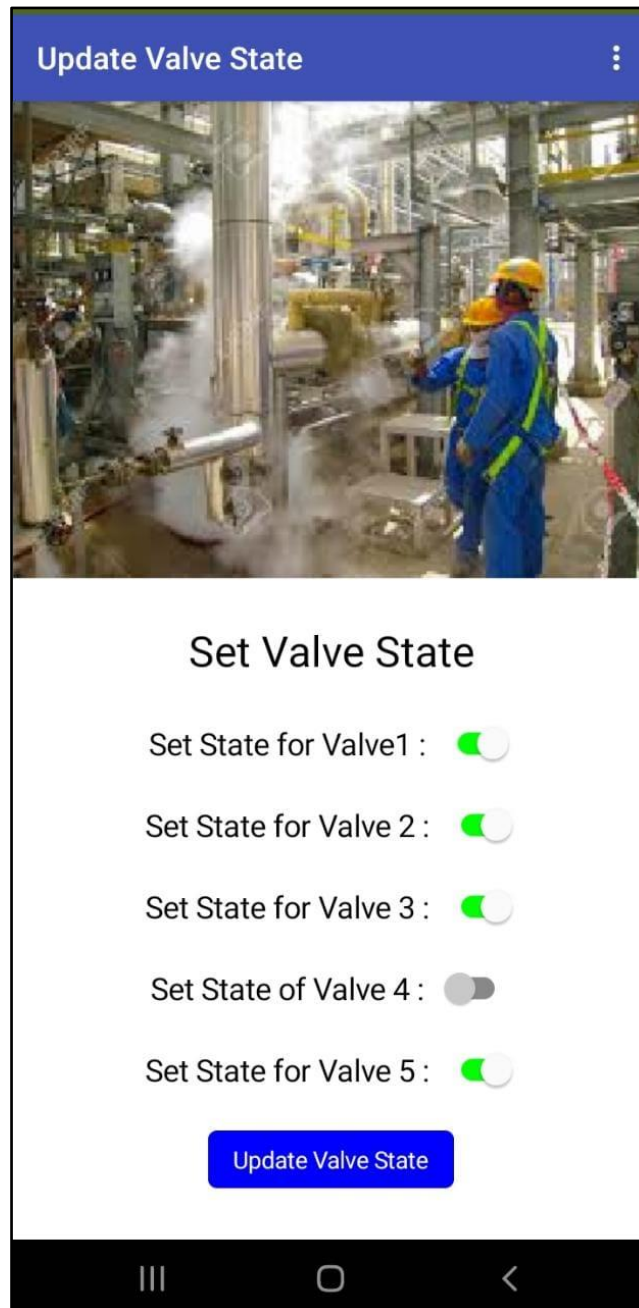 Update Valve State
Set Valve State
Set State for Valve1 :
Set State for Valve 2 :
Set State for Valve 3 :
Set State of Valve 4 :
Set State for Valve 5 :
Update Valve State